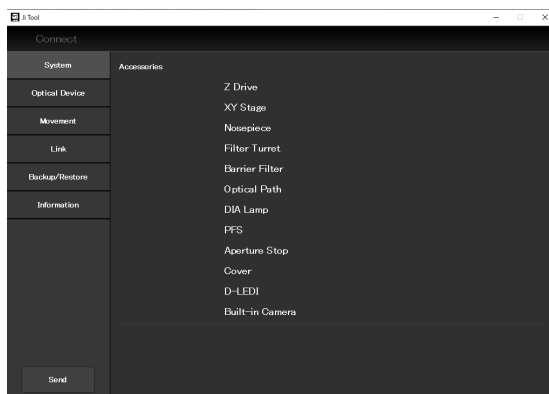 Ji Tool
Connect
System
Optical Device
Movement
Link
Backup/Restore
Information
Send
Accessories
Z Drive
XY Stage
Nosepiece
Filter Turret
Barrier Filter
Optical Path
DIA Lamp
PFS
Aperture Stop
Cover
D-LEDI
Built-in Camera